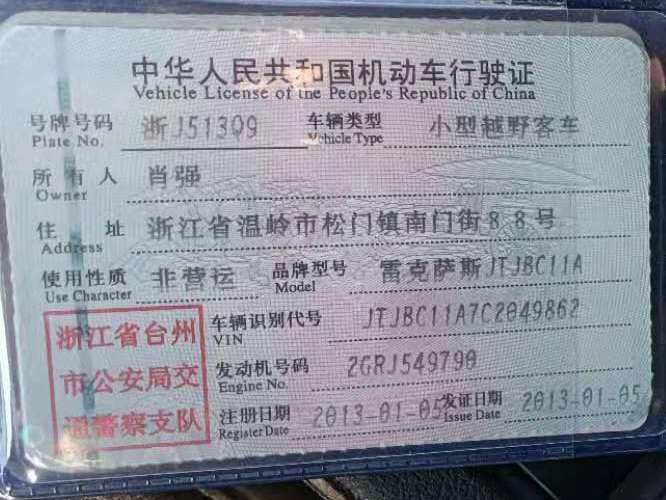 中华人民共和国机动车行驶证
Vehicle License of the People's Republic of China
号牌号码 浙J513Q9 车辆类型 小型越野客车
Plate No. Vehicle Type
所有人 肖强
Owner
住址 浙江省温岭市松门镇南门街88号
Address
使用性质 非营运 品牌型号 雷克萨斯JTJBC11A
Use Character Model
浙江省台州
市公安局交
通警察支队
车辆识别代号 JTJBC11A7C2049862
VIN
发动机号码 2GRJ549790
Engine No.
注册日期 2013-01-05 发证日期 2013-01-05
Register Date Issue Date